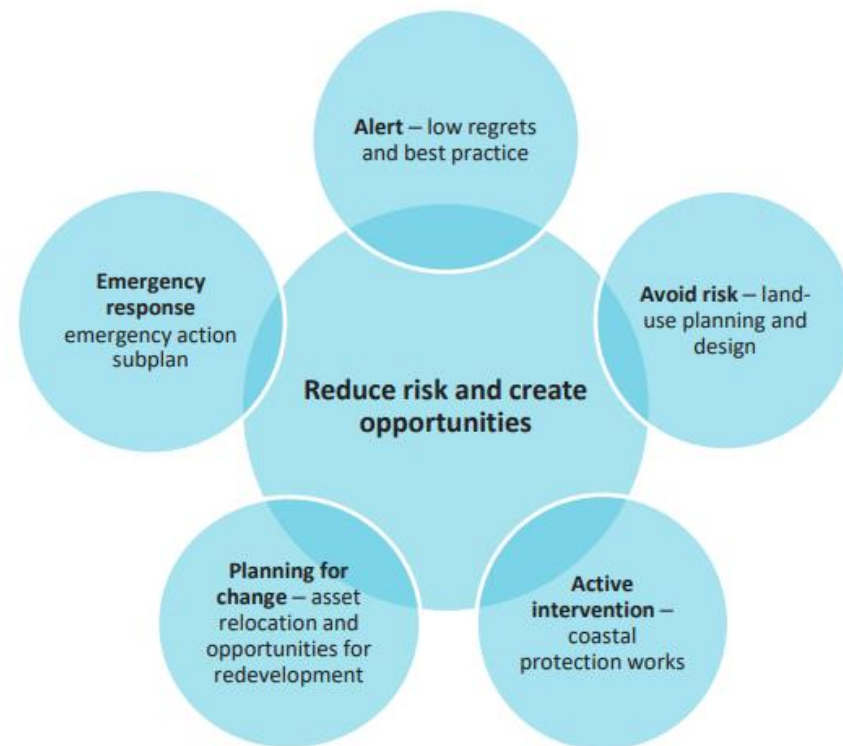 Alert – low regrets
and best practice
Emergency
response
emergency action
subplan
Avoid risk – land-
use planning and
design
Reduce risk and create
opportunities
Planning for
change – asset
relocation and
opportunities for
redevelopment
Active
intervention –
coastal
protection works